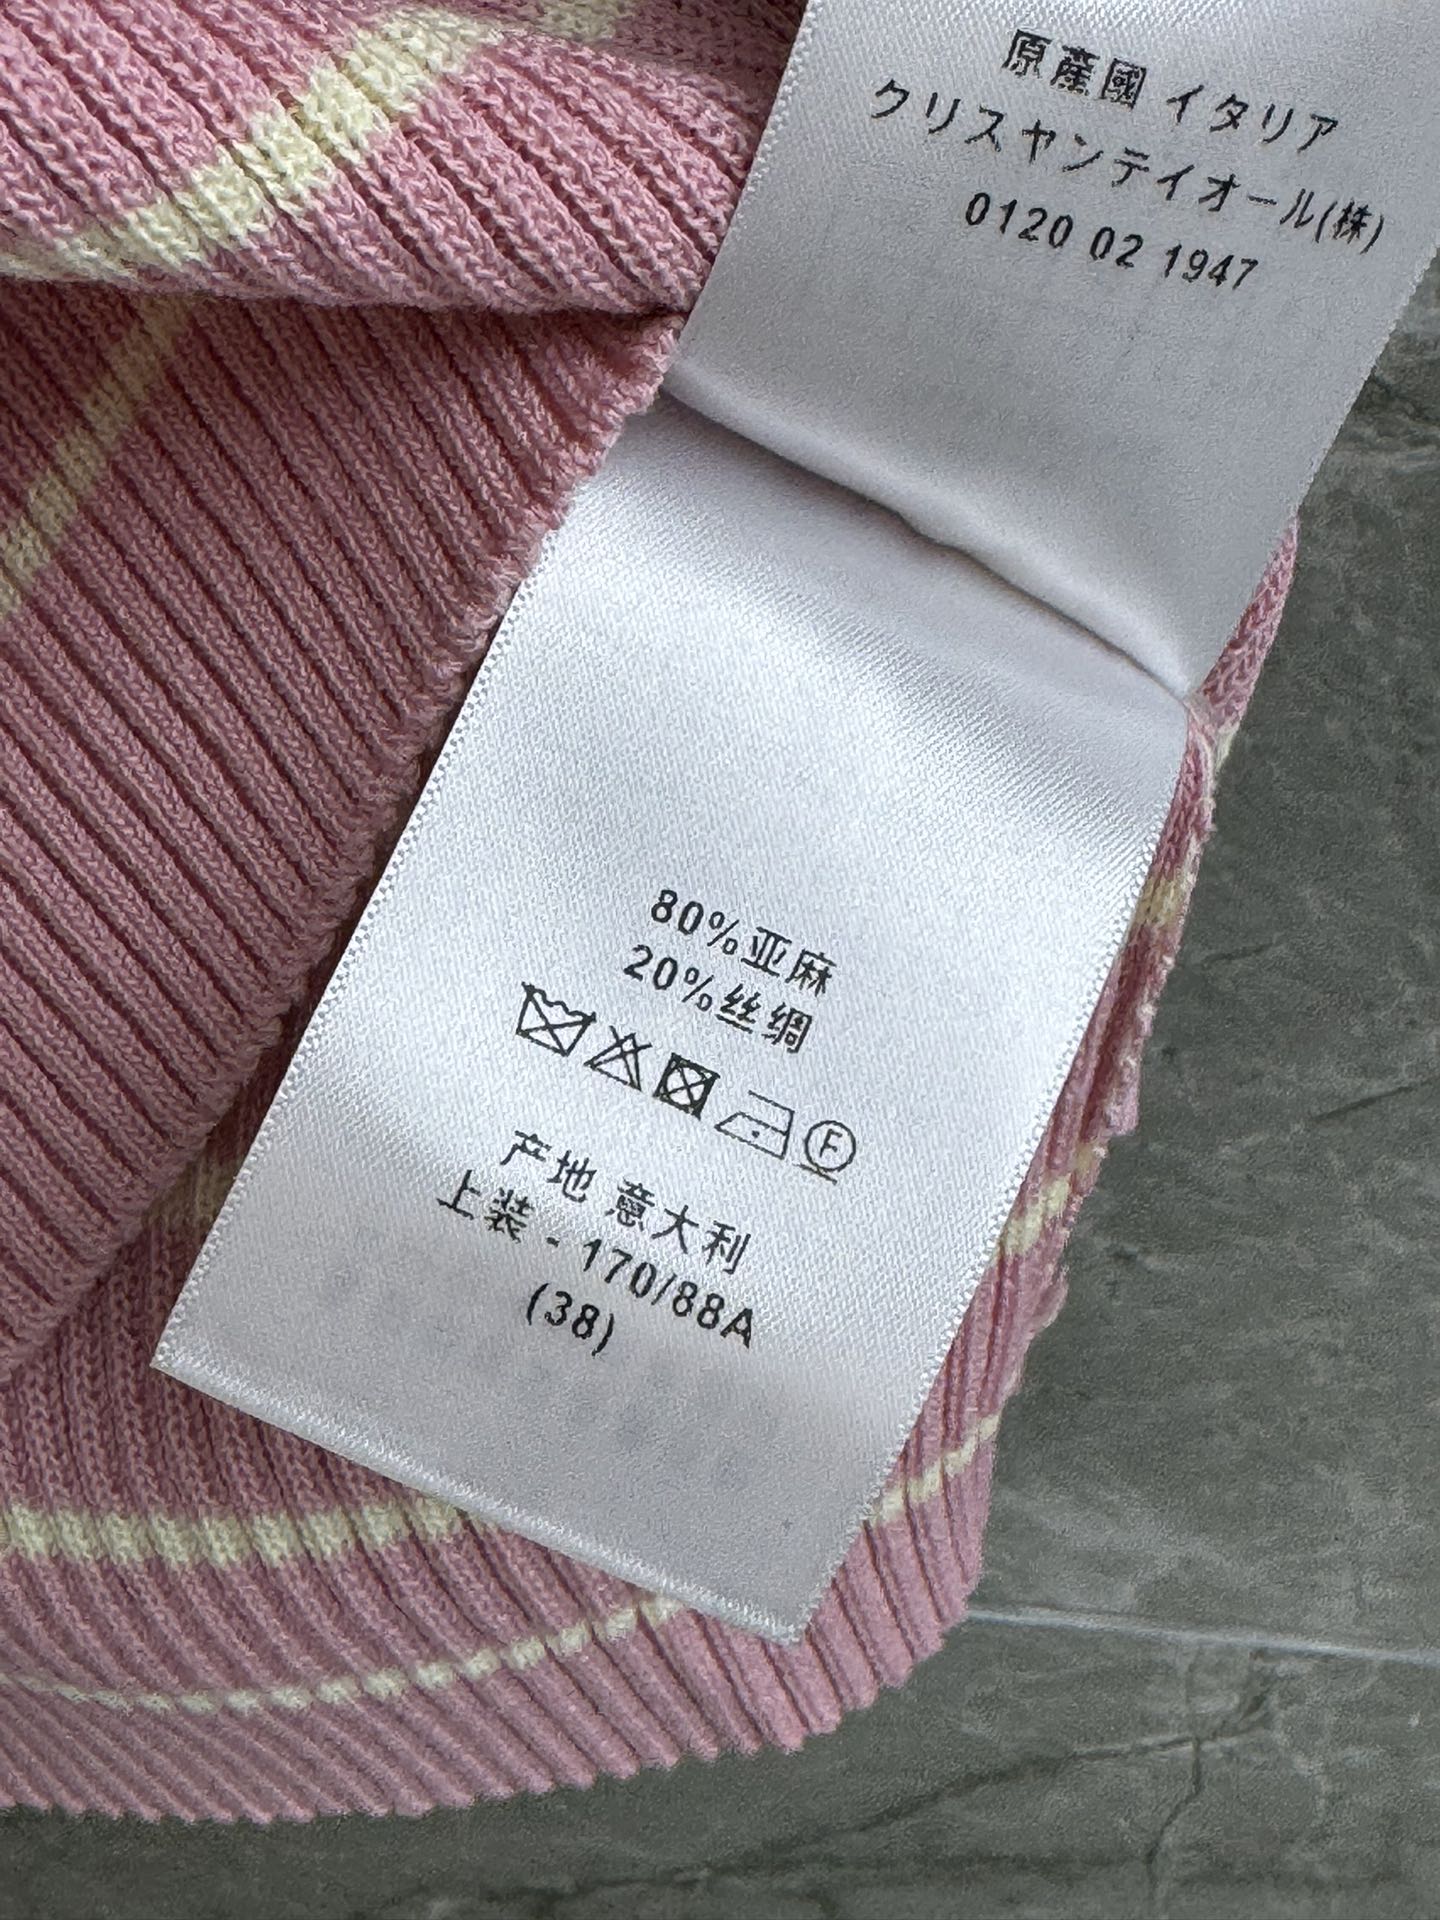 原産國 イタリア
クリスヤンテイオール(株)
0120 02 1947
80%亚麻
20%丝绸
F
产地 意大利
上装 - 170/88A
(38)